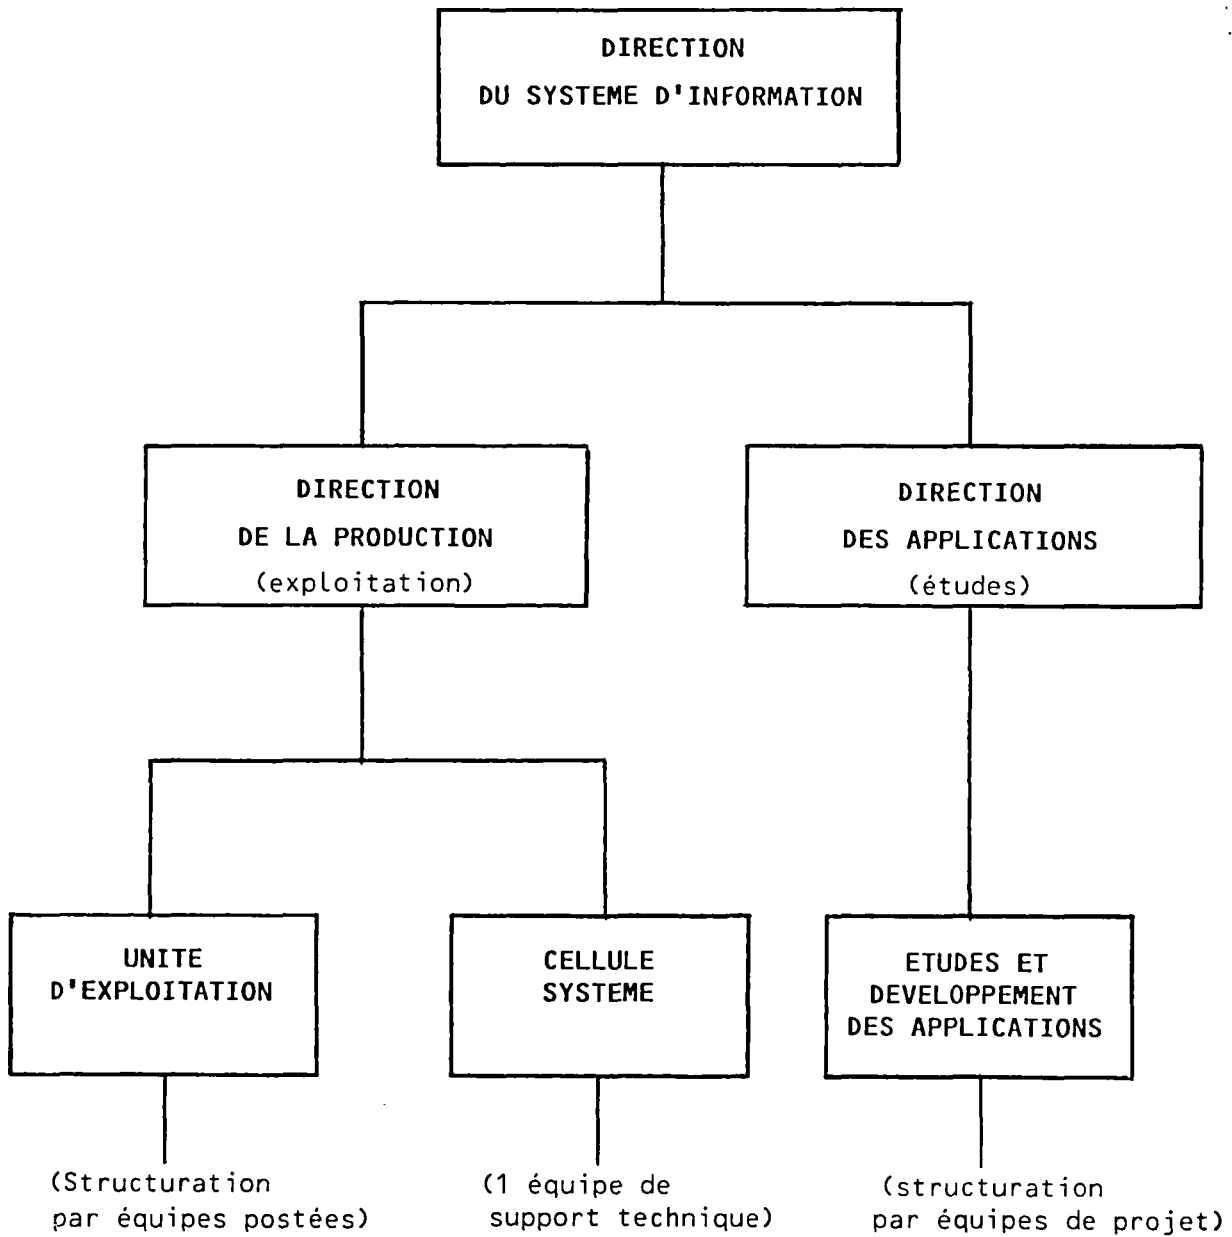 DIRECTION
DU SYSTEME D'INFORMATION
DIRECTION
DE LA PRODUCTION
(exploitation)
DIRECTION
DES APPLICATIONS
(études)
UNITE
D'EXPLOITATION
CELLULE
SYSTEME
ETUDES ET
DEVELOPPEMENT
DES APPLICATIONS
(Structuration
par équipes postées)
(1 équipe de
support technique)
(structuration
par équipes de projet)